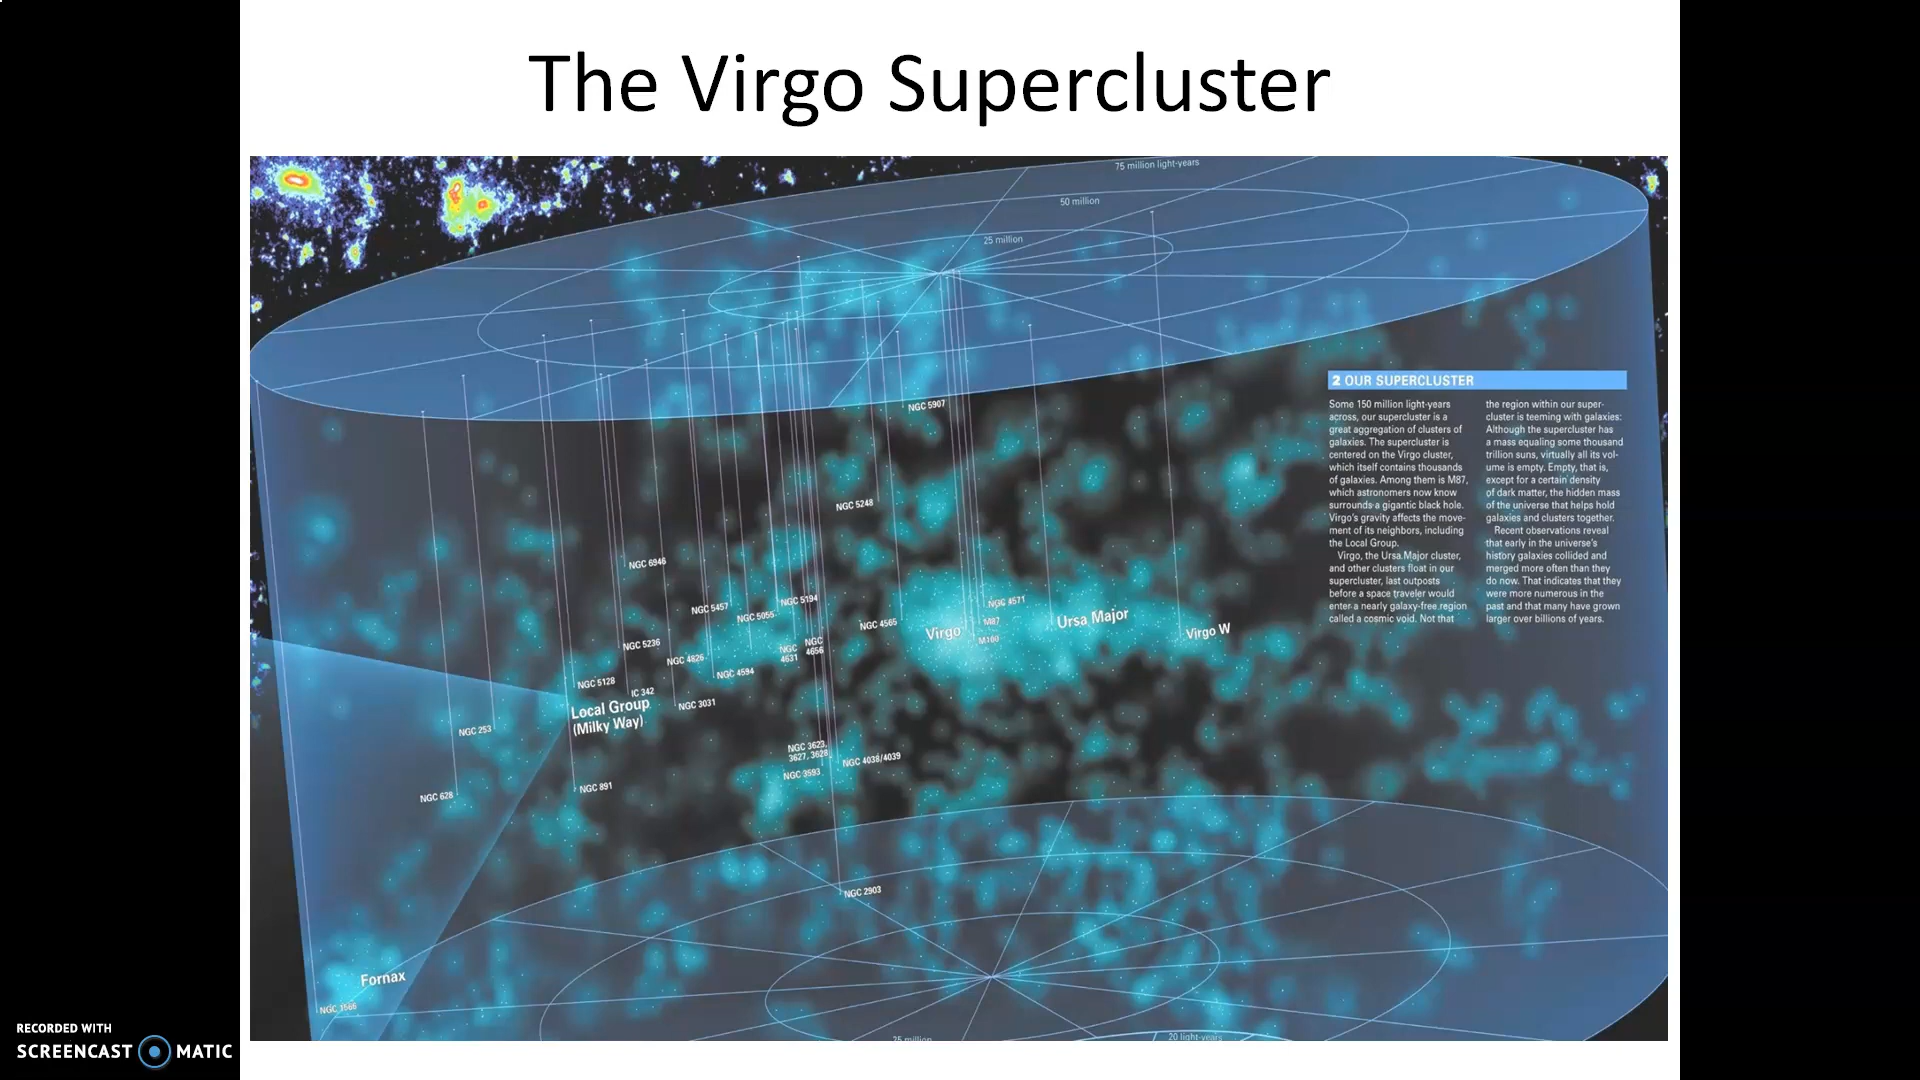 The Virgo Supercluster
75 million light-years
50 million
25 million
NGC 5907
2 OUR SUPERCLUSTER
Some 150 million light-years
across, our supercluster is a
great aggregation of clusters of
galaxies. The supercluster is
centered on the Virgo cluster,
which itself contains thousands
of galaxies. Among them is M87,
which astronomers now know
surrounds a gigantic black hole.
Virgo's gravity affects the move-
ment of its neighbors, including
the Local Group.
Virgo, the Ursa Major cluster,
and other clusters float in our
supercluster, last outposts
before a space traveler would
enter a nearly galaxy-free region
called a cosmic void. Not that
the region within our super-
cluster is teeming with galaxies:
Although the supercluster has
a mass equaling some thousand
trillion suns, virtually all its vol-
ume is empty. Empty, that is,
except for a certain density
of dark matter, the hidden mass
of the universe that helps hold
galaxies and clusters together.
Recent observations reveal
that early in the universe's
history galaxies collided and
merged more often than they
do now. That indicates that they
were more numerous in the
past and that many have grown
larger over billions of years.
NGC 5248
NGC 6946
NGC 5457
NGC 5055
NGC 5194
NGC 4565
NGC 4571
M87
M100
Virgo
Ursa Major
Virgo W
NGC 5236
NGC 4826
NGC 4594
NGC
4631
NGC
4656
NGC 5128
IC 342
Local Group
(Milky Way)
NGC 3031
NGC 253
NGC 3623,
3627, 3628
NGC 4038/4039
NGC 3593
NGC 891
NGC 628
NGC 2903
Fornax
NGC 1566
25 million
20 light-years
RECORDED WITH
SCREENCAST MATIC